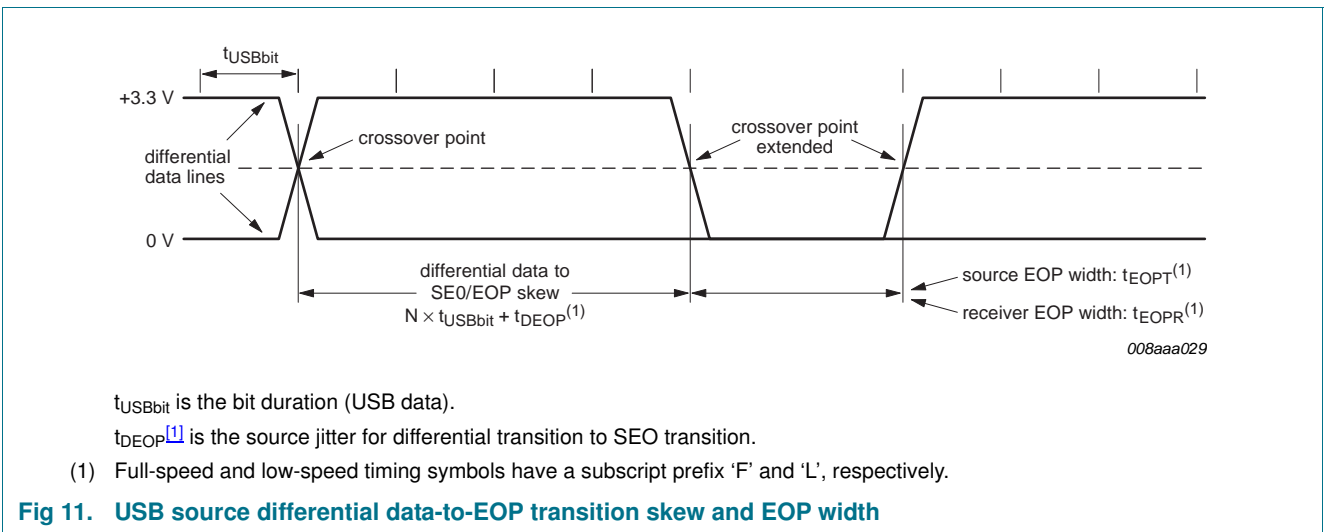 tUSBbit
+3.3 V
crossover point
crossover point
extended
differential
data lines
0 V
differential data to
SE0/EOP skew
N × tUSBbit + tDEOP(1)
source EOP width: tEOPT(1)
receiver EOP width: tEOPR(1)
008aaa029
tUSBbit is the bit duration (USB data).
tDEOP[1] is the source jitter for differential transition to SEO transition.
(1) Full-speed and low-speed timing symbols have a subscript prefix ‘F’ and ‘L’, respectively.
Fig 11. USB source differential data-to-EOP transition skew and EOP width